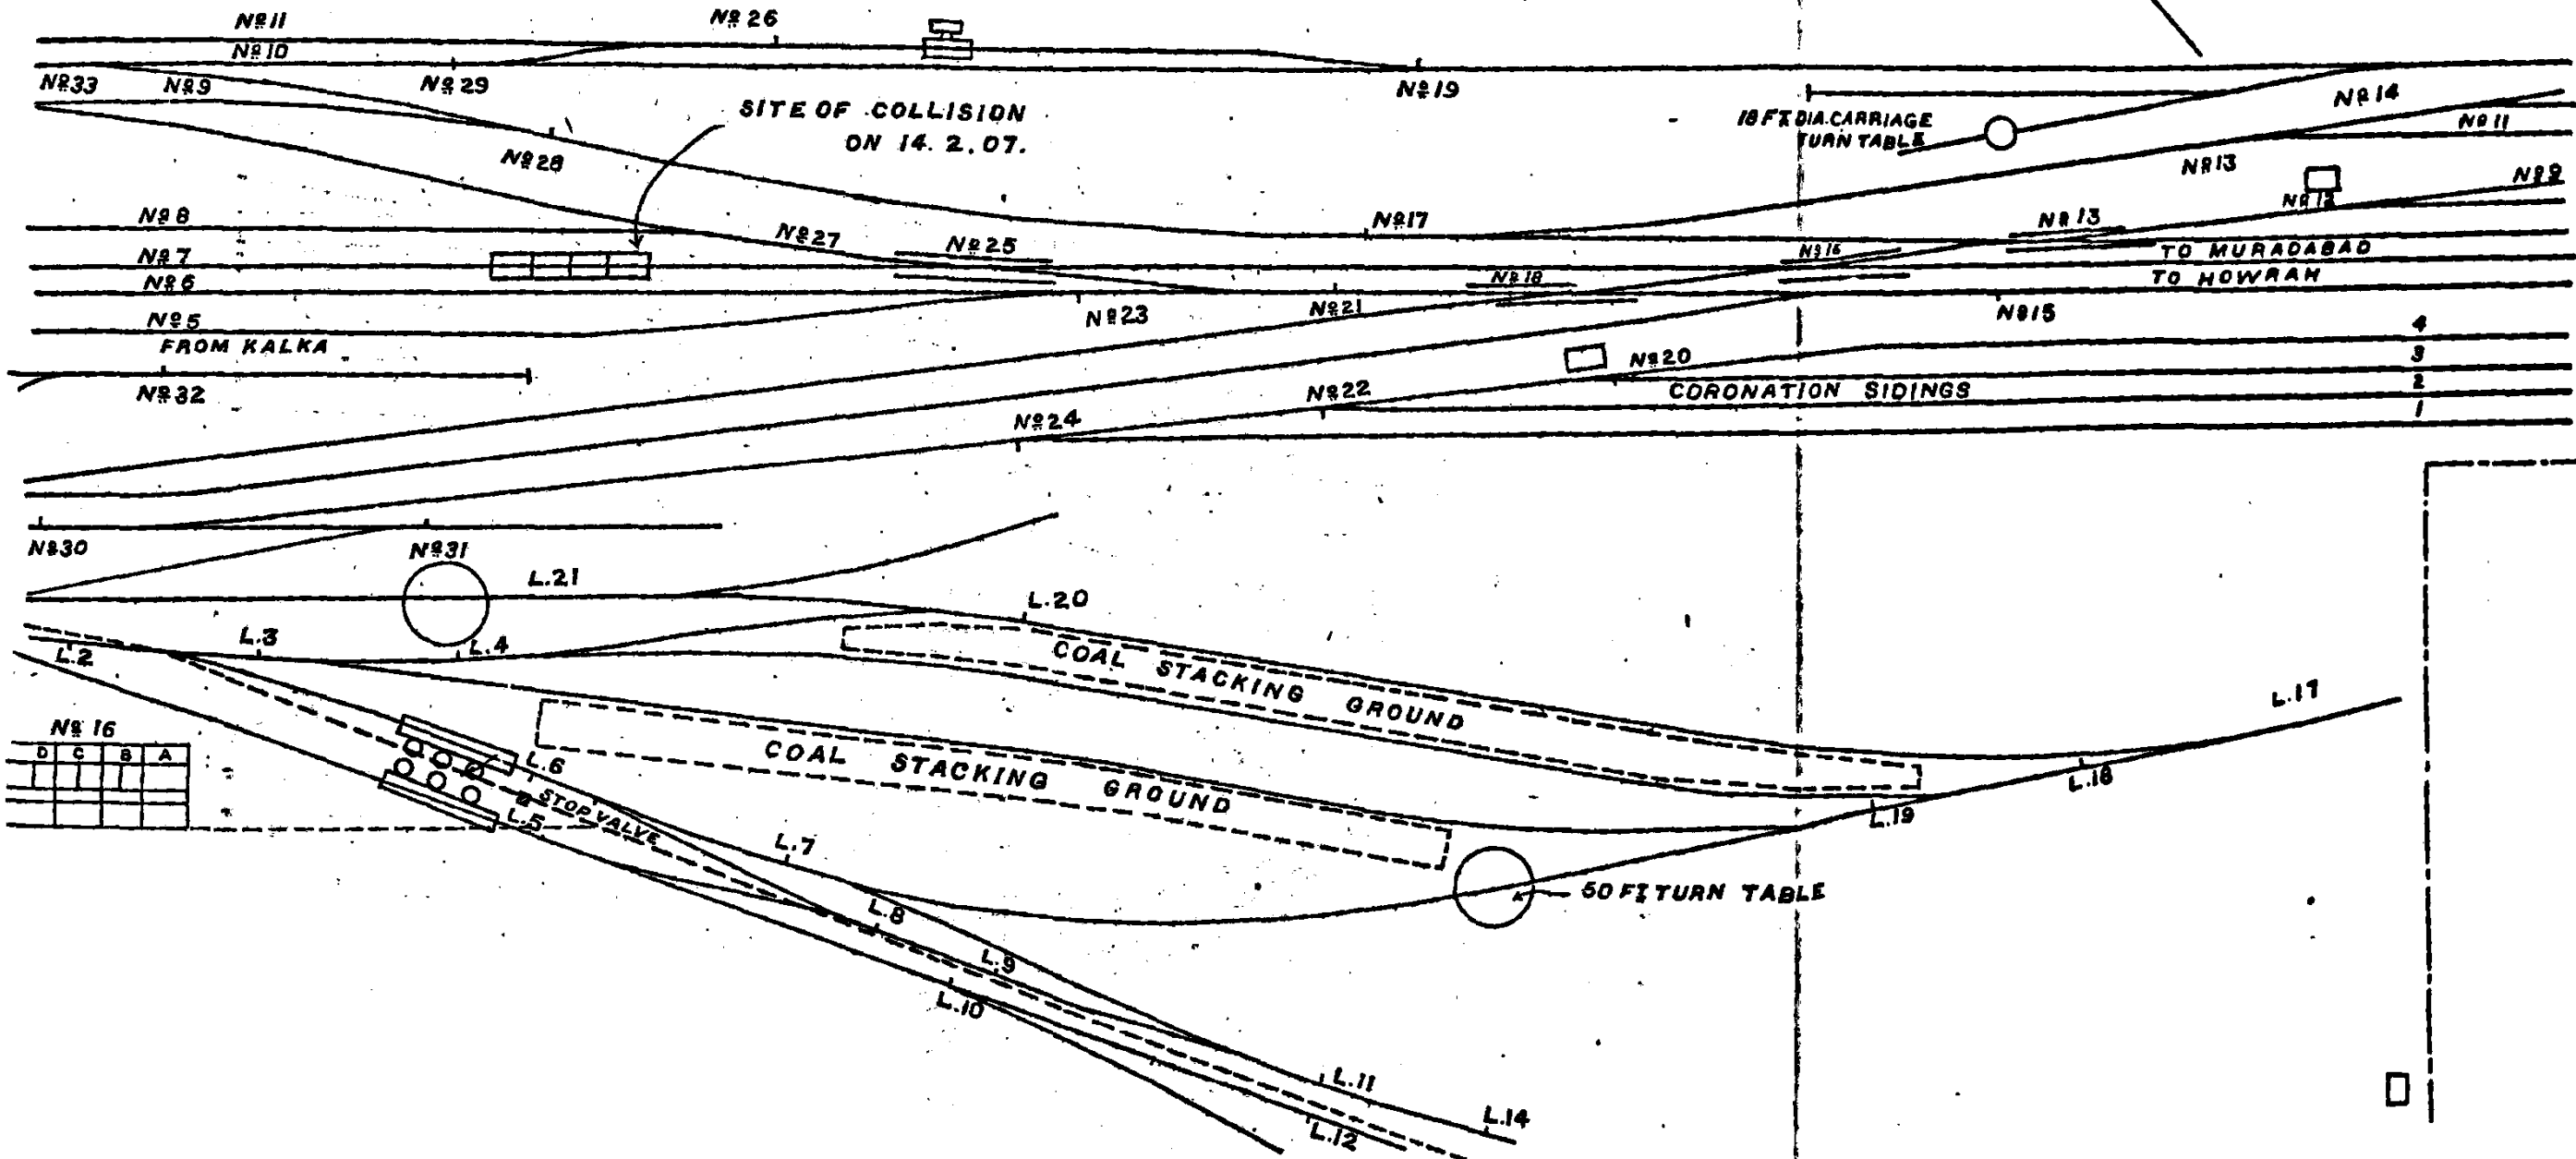 Nº 11
Nº 26
Nº 10
Nº 33
Nº 9
Nº 29
Nº 19
Nº 14
SITE OF COLLISION
ON 14. 2. 07.
18 FT DIA. CARRIAGE
TURN TABLE
Nº 11
Nº 28
Nº 13
Nº 9
Nº 12
Nº 8
Nº 27
Nº 25
Nº 17
Nº 13
Nº 7
Nº 16
TO MURADABAD
Nº 6
Nº 18
TO HOWRAH
Nº 5
Nº 23
Nº 21
Nº 15
FROM KALKA
4
Nº 20
3
Nº 32
Nº 22
CORONATION SIDINGS
2
Nº 24
1
Nº 30
Nº 31
L.21
L.20
L.3
L.4
L.2
COAL STACKING GROUND
L.17
Nº 16
D C B A
L.6
COAL STACKING GROUND
L.18
STOP VALVE
L.5
L.19
L.7
50 FT TURN TABLE
L.8
L.9
L.10
L.11
L.14
L.12